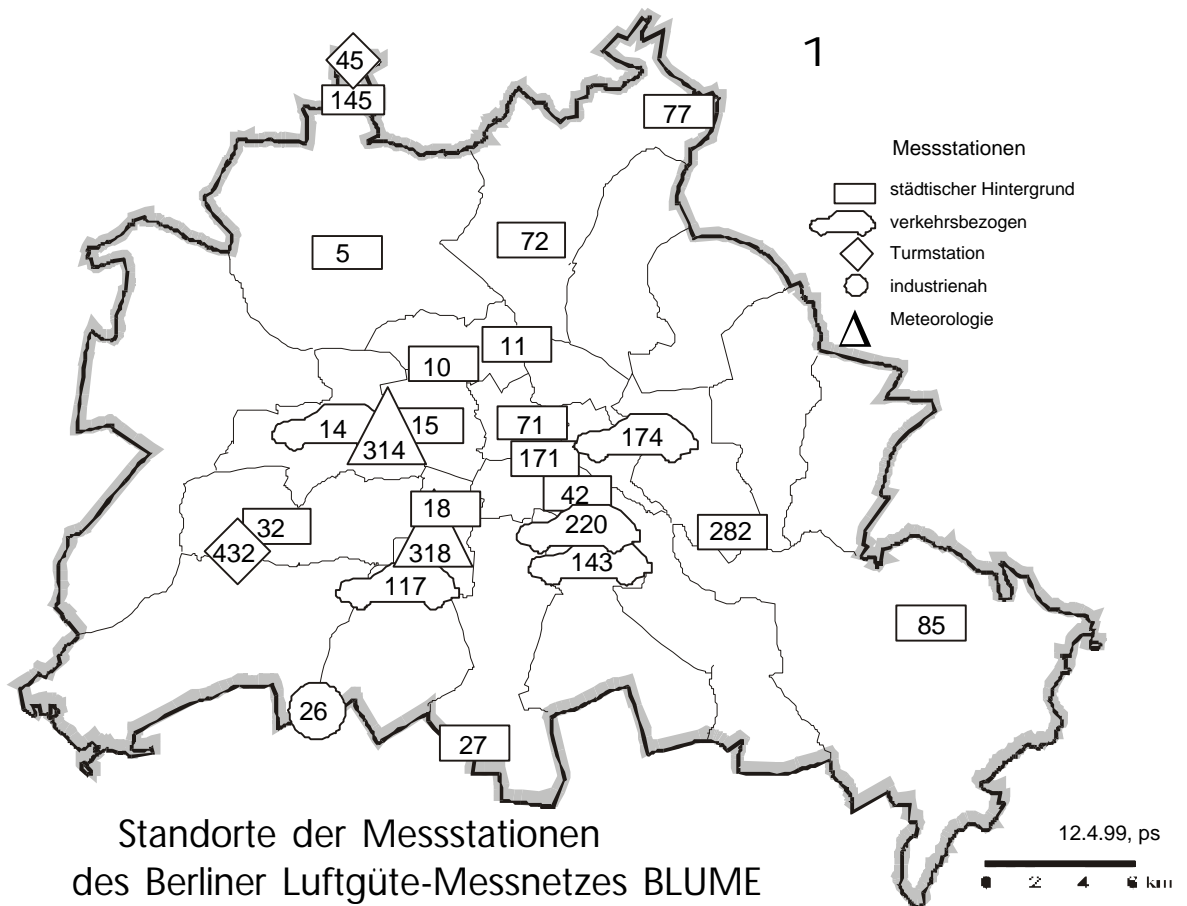 1
45
145
77
Messstationen
städtischer Hintergrund
verkehrsbezogen
Turmstation
industrienah
Meteorologie
5
72
11
10
14
314
15
71
174
171
42
18
220
32
432
282
318
143
117
85
26
27
Standorte der Messstationen
des Berliner Luftgüte-Messnetzes BLUME
12.4.99, ps
0 2 4 6 km